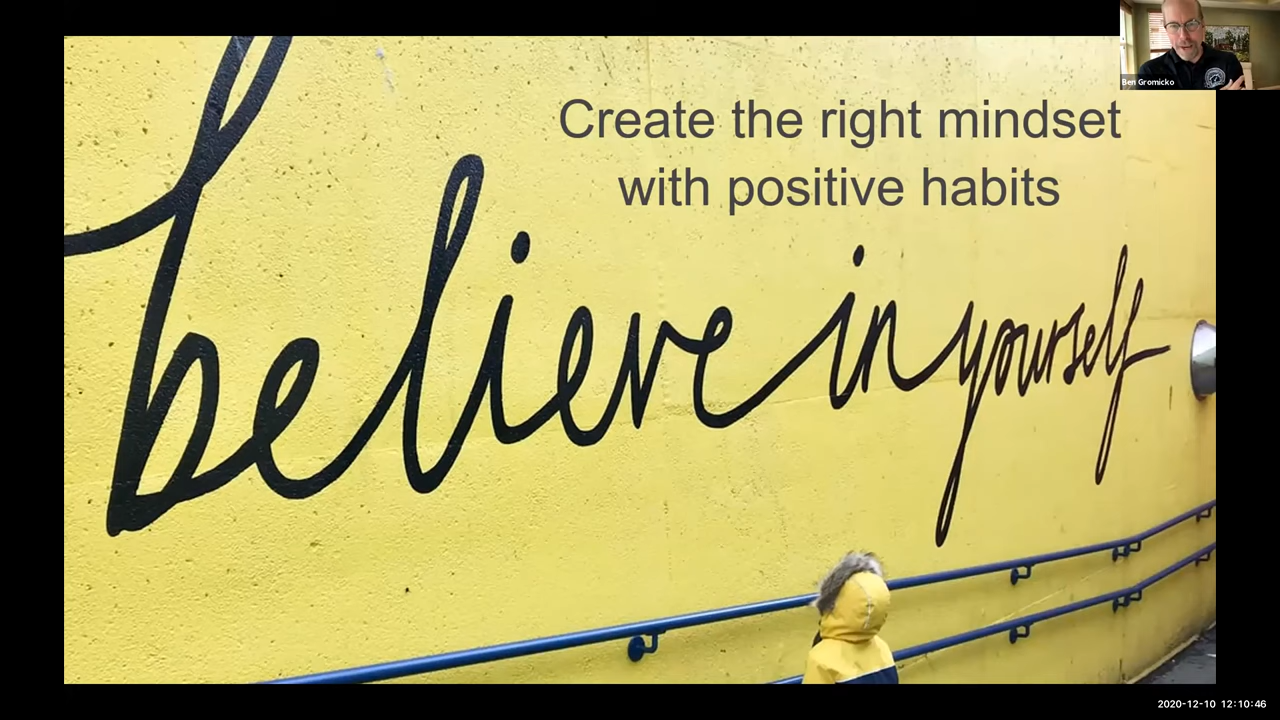 Ben Gromicko
Create the right mindset
with positive habits
believe in yourself
2020-12-10 12:10:46